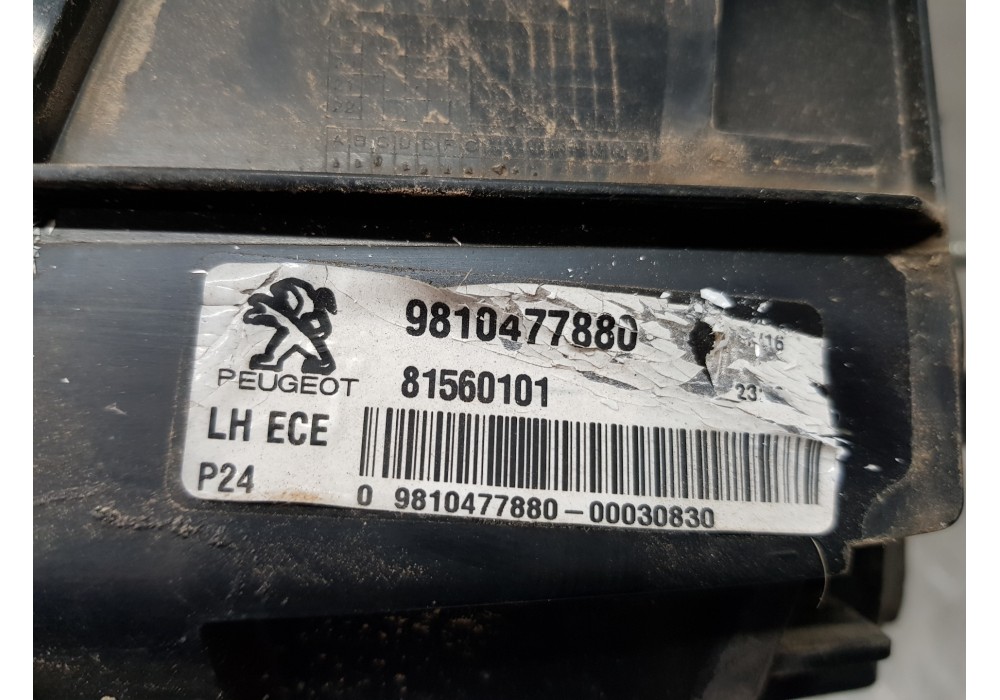 A B C D E F
9810477880
PEUGEOT
81560101
LH ECE
P24
0 9810477880-00030830